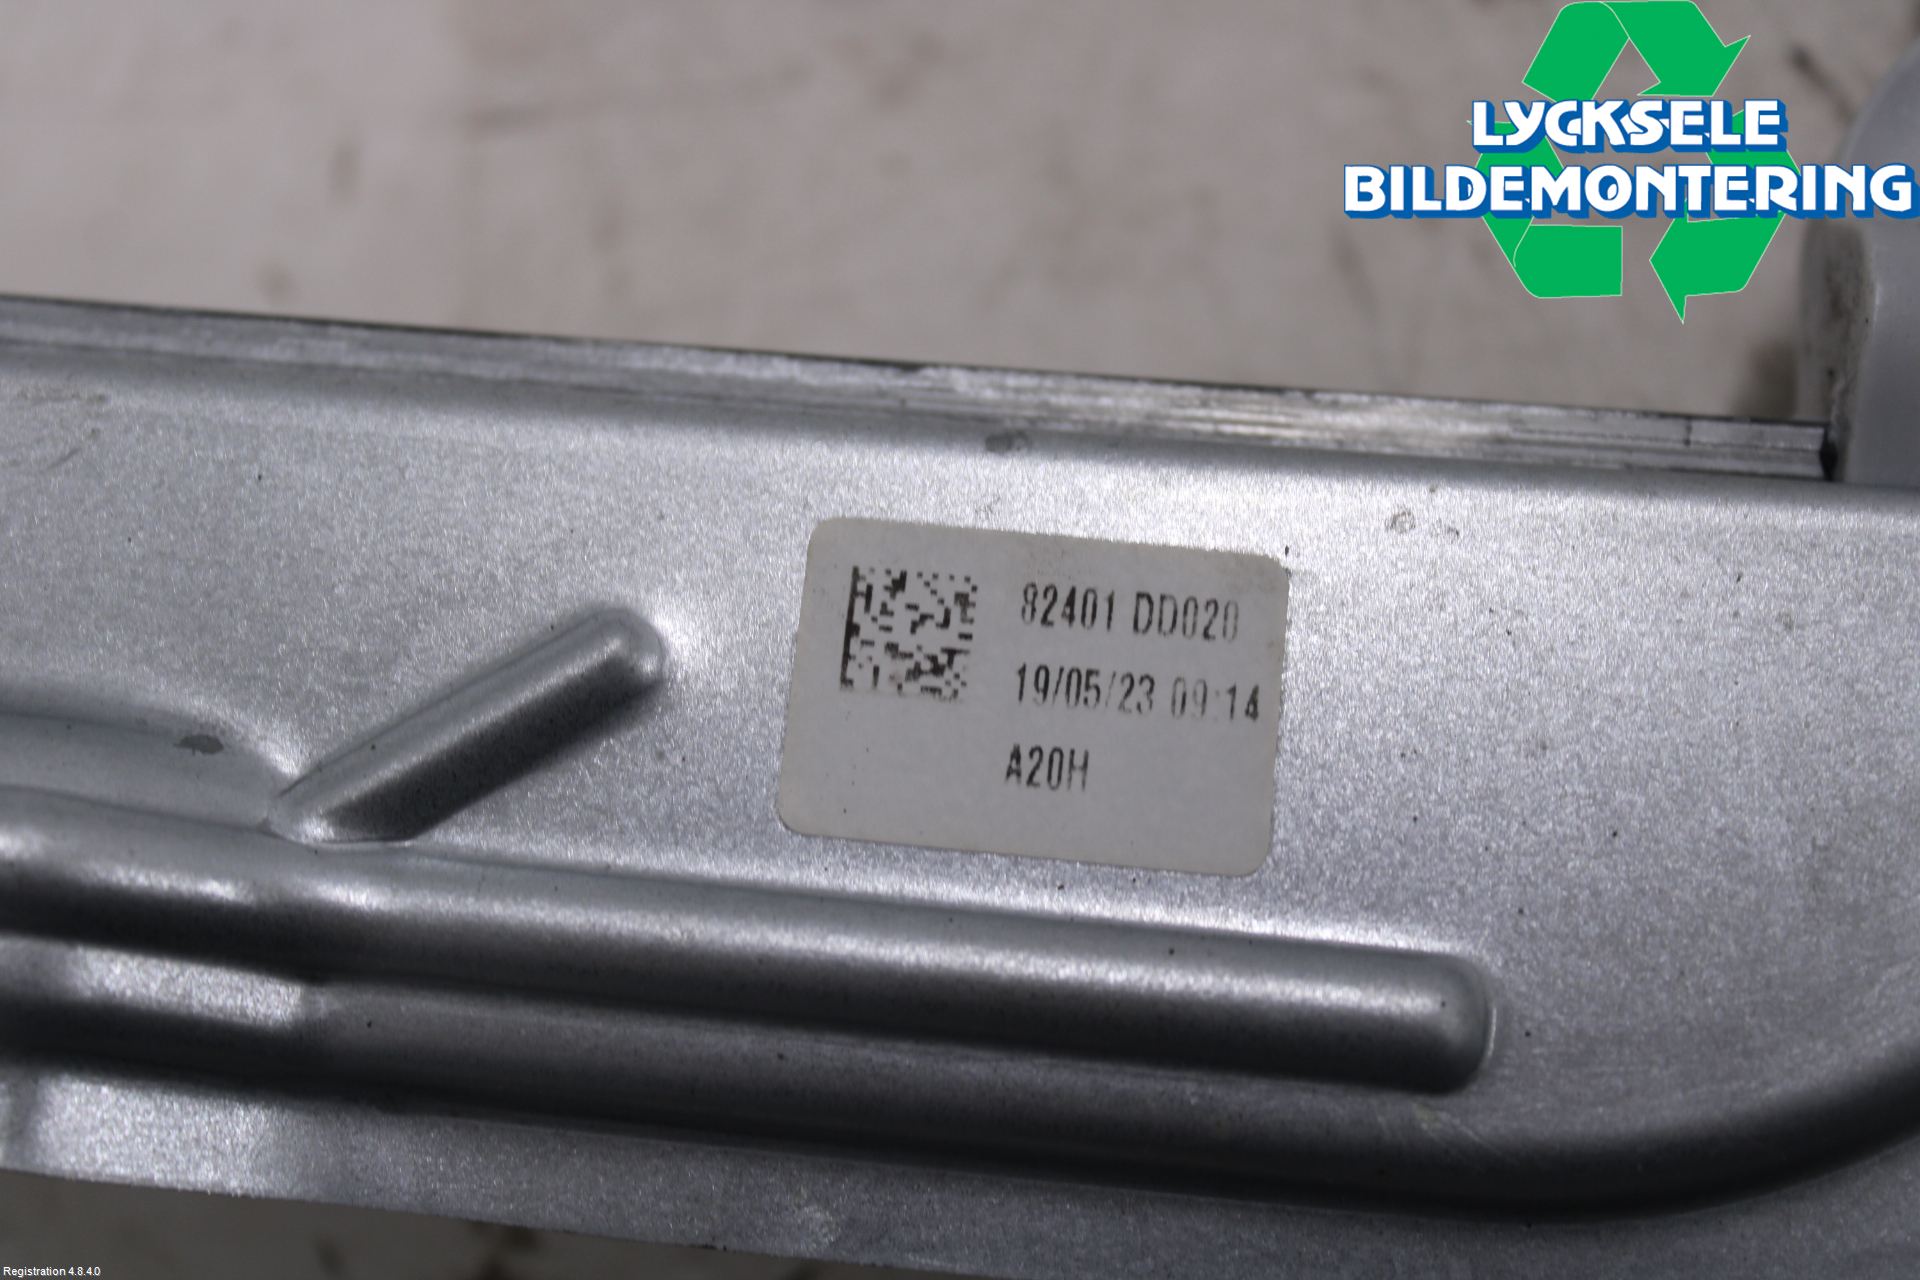 LYCKSELE
BILDEMONTERING
82401 DD020
19/05/23 09:14
A20H
Registration 4.8.4.0